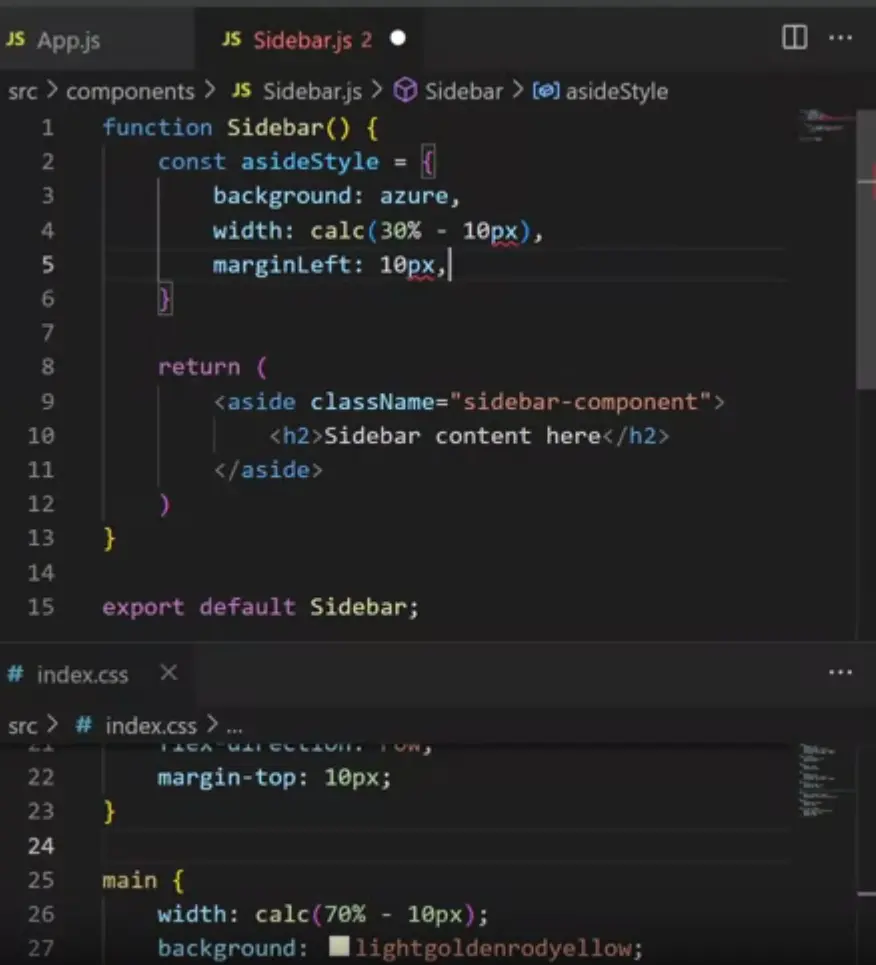 JS App.js JS Sidebar.js 2
src > components > JS Sidebar.js > Sidebar > asideStyle
1 function Sidebar() {
2 const asideStyle = {
3 background: azure,
4 width: calc(30% - 10px),
5 marginLeft: 10px,
6 }
7
8 return (
9 <aside className="sidebar-component">
10 <h2>Sidebar content here</h2>
11 </aside>
12 )
13 }
14
15 export default Sidebar;
# index.css
src > # index.css > ...
21 flex-direction: row;
22 margin-top: 10px;
23 }
24
25 main {
26 width: calc(70% - 10px);
27 background: lightgoldenrodyellow;